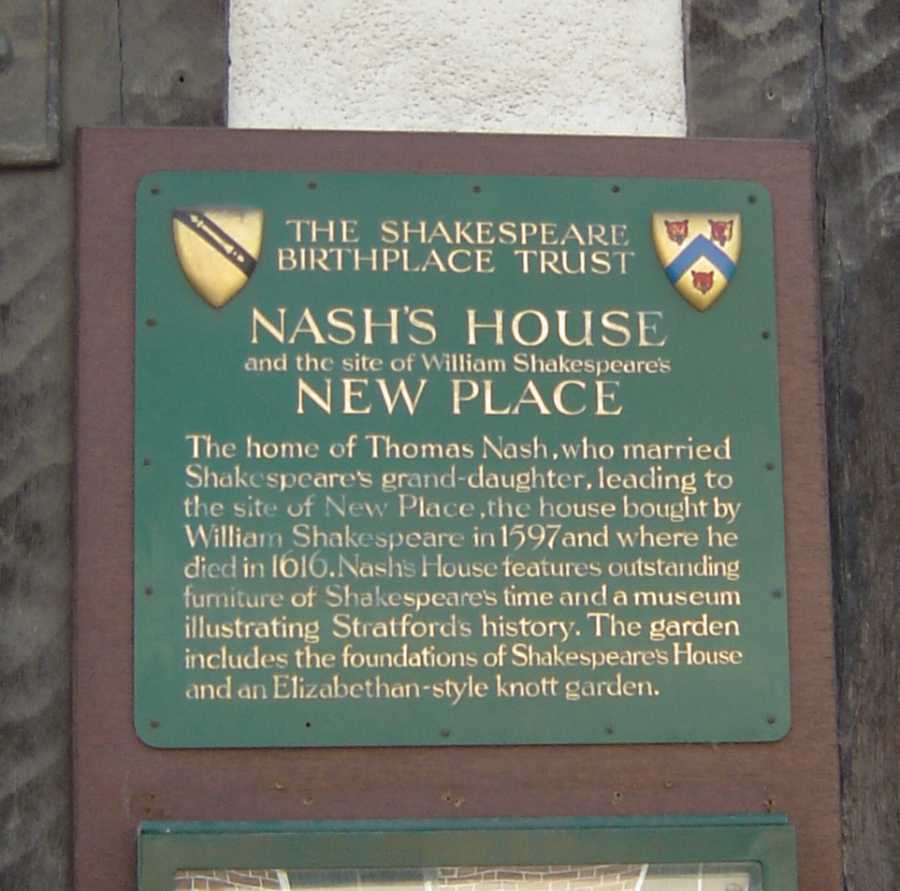 THE SHAKESPEARE
BIRTHPLACE TRUST
NASH'S HOUSE
and the site of William Shakespeare's
NEW PLACE
The home of Thomas Nash, who married
Shakespeare's grand-daughter, leading to
the site of New Place, the house bought by
William Shakespeare in 1597 and where he
died in 1616. Nash's House features outstanding
furniture of Shakespeare's time and a museum
illustrating Stratford's history. The garden
includes the foundations of Shakespeare's House
and an Elizabethan-style knott garden.